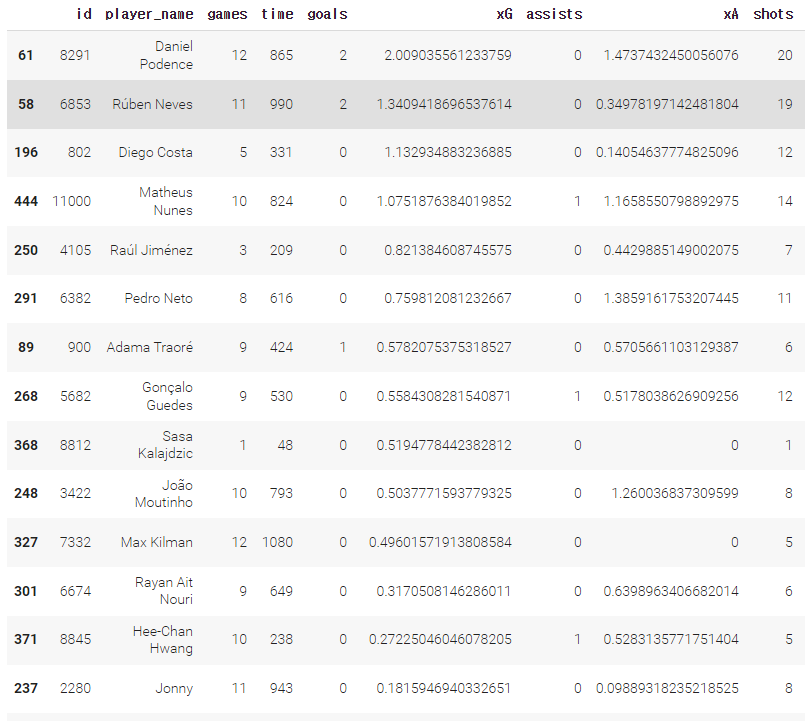 id player_name games time goals xG assists xA shots
61 8291 Daniel Podence 12 865 2 2.009035561233759 0 1.4737432450056076 20
58 6853 Rúben Neves 11 990 2 1.3409418696537614 0 0.34978197142481804 19
196 802 Diego Costa 5 331 0 1.132934883236885 0 0.14054637774825096 12
444 11000 Matheus Nunes 10 824 0 1.0751876384019852 1 1.1658550798892975 14
250 4105 Raúl Jiménez 3 209 0 0.821384608745575 0 0.4429885149002075 7
291 6382 Pedro Neto 8 616 0 0.759812081232667 0 1.3859161753207445 11
89 900 Adama Traoré 9 424 1 0.5782075375318527 0 0.5705661103129387 6
268 5682 Gonçalo Guedes 9 530 0 0.5584308281540871 1 0.5178038626909256 12
368 8812 Sasa Kalajdzic 1 48 0 0.5194778442382812 0 0 1
248 3422 João Moutinho 10 793 0 0.5037771593779325 0 1.260036837309599 8
327 7332 Max Kilman 12 1080 0 0.49601571913808584 0 0 5
301 6674 Rayan Ait Nouri 9 649 0 0.3170508146286011 0 0.6398963406682014 6
371 8845 Hee-Chan Hwang 10 238 0 0.27225046046078205 1 0.5283135771751404 5
237 2280 Jonny 11 943 0 0.1815946940332651 0 0.09889318235218525 8